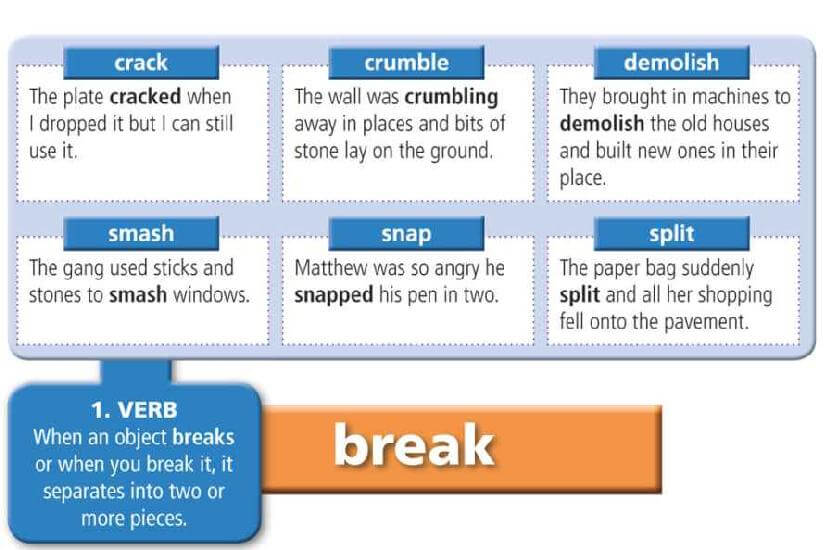 crack
The plate cracked when
I dropped it but I can still
use it.
crumble
The wall was crumbling
away in places and bits of
stone lay on the ground.
demolish
They brought in machines to
demolish the old houses
and built new ones in their
place.
smash
The gang used sticks and
stones to smash windows.
snap
Matthew was so angry he
snapped his pen in two.
split
The paper bag suddenly
split and all her shopping
fell onto the pavement.
1. VERB
When an object breaks
or when you break it, it
separates into two or
more pieces.
break